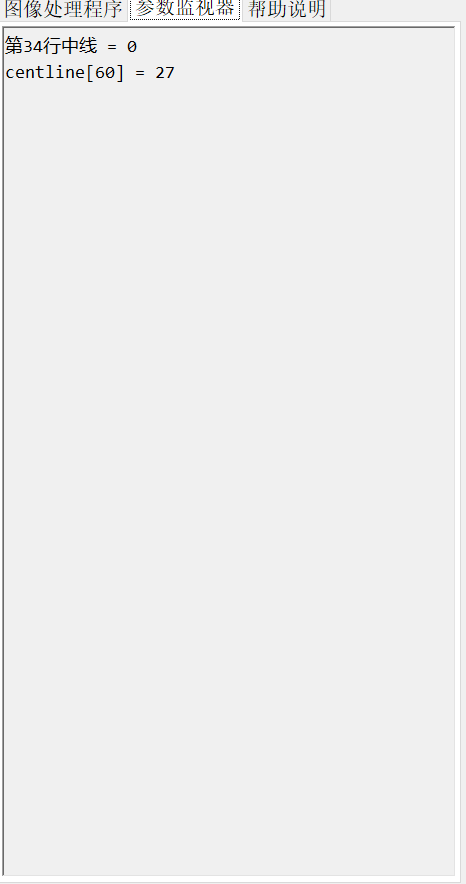 图像处理程序 参数监视器 帮助说明
第34行中线 = 0
centline[60] = 27